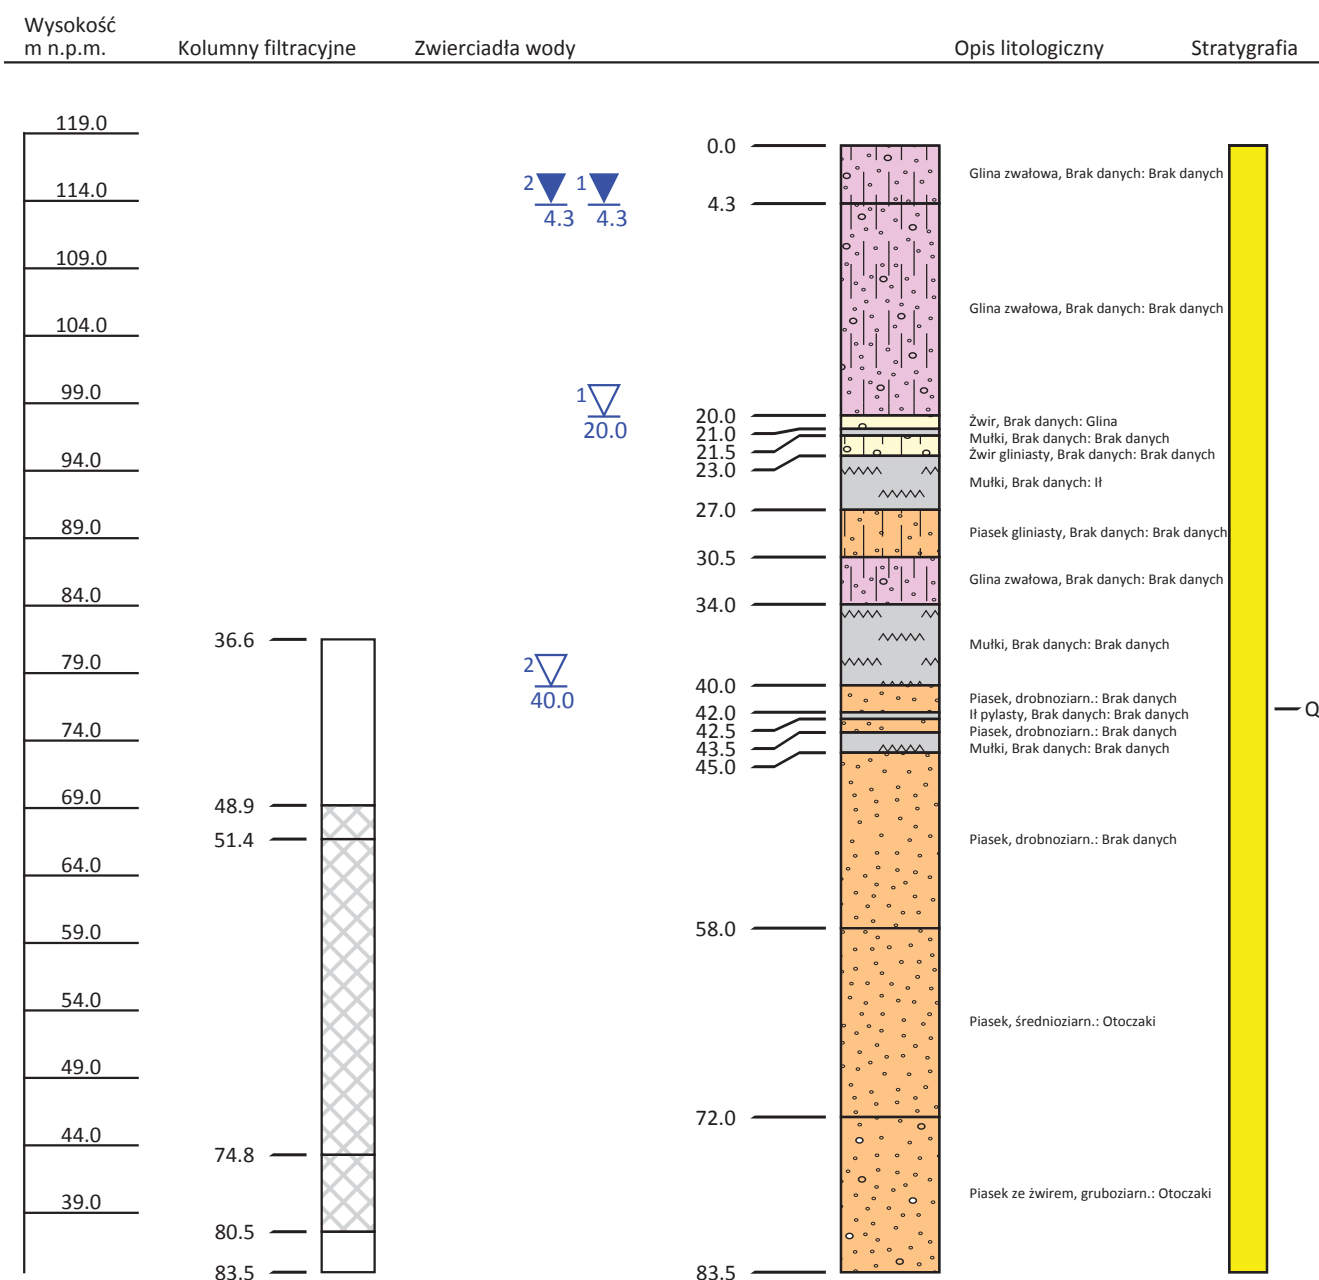 Wysokość
m n.p.m.
Kolumny filtracyjne
Zwierciadła wody
Opis litologiczny
Stratygrafia
119.0
114.0
109.0
104.0
99.0
94.0
89.0
84.0
79.0
74.0
69.0
64.0
59.0
54.0
49.0
44.0
39.0
36.6
48.9
51.4
74.8
80.5
83.5
2
4.3
1
4.3
1
20.0
2
40.0
0.0
4.3
20.0
21.0
21.5
23.0
27.0
30.5
34.0
40.0
42.0
42.5
43.5
45.0
58.0
72.0
83.5
Glina zwałowa, Brak danych: Brak danych
Glina zwałowa, Brak danych: Brak danych
Żwir, Brak danych: Glina
Mułki, Brak danych: Brak danych
Żwir gliniasty, Brak danych: Brak danych
Mułki, Brak danych: Ił
Piasek gliniasty, Brak danych: Brak danych
Glina zwałowa, Brak danych: Brak danych
Mułki, Brak danych: Brak danych
Piasek, drobnoziarn.: Brak danych
Ił pylasty, Brak danych: Brak danych
Piasek, drobnoziarn.: Brak danych
Mułki, Brak danych: Brak danych
Piasek, drobnoziarn.: Brak danych
Piasek, średnioziarn.: Otoczaki
Piasek ze żwirem, gruboziarn.: Otoczaki
Q